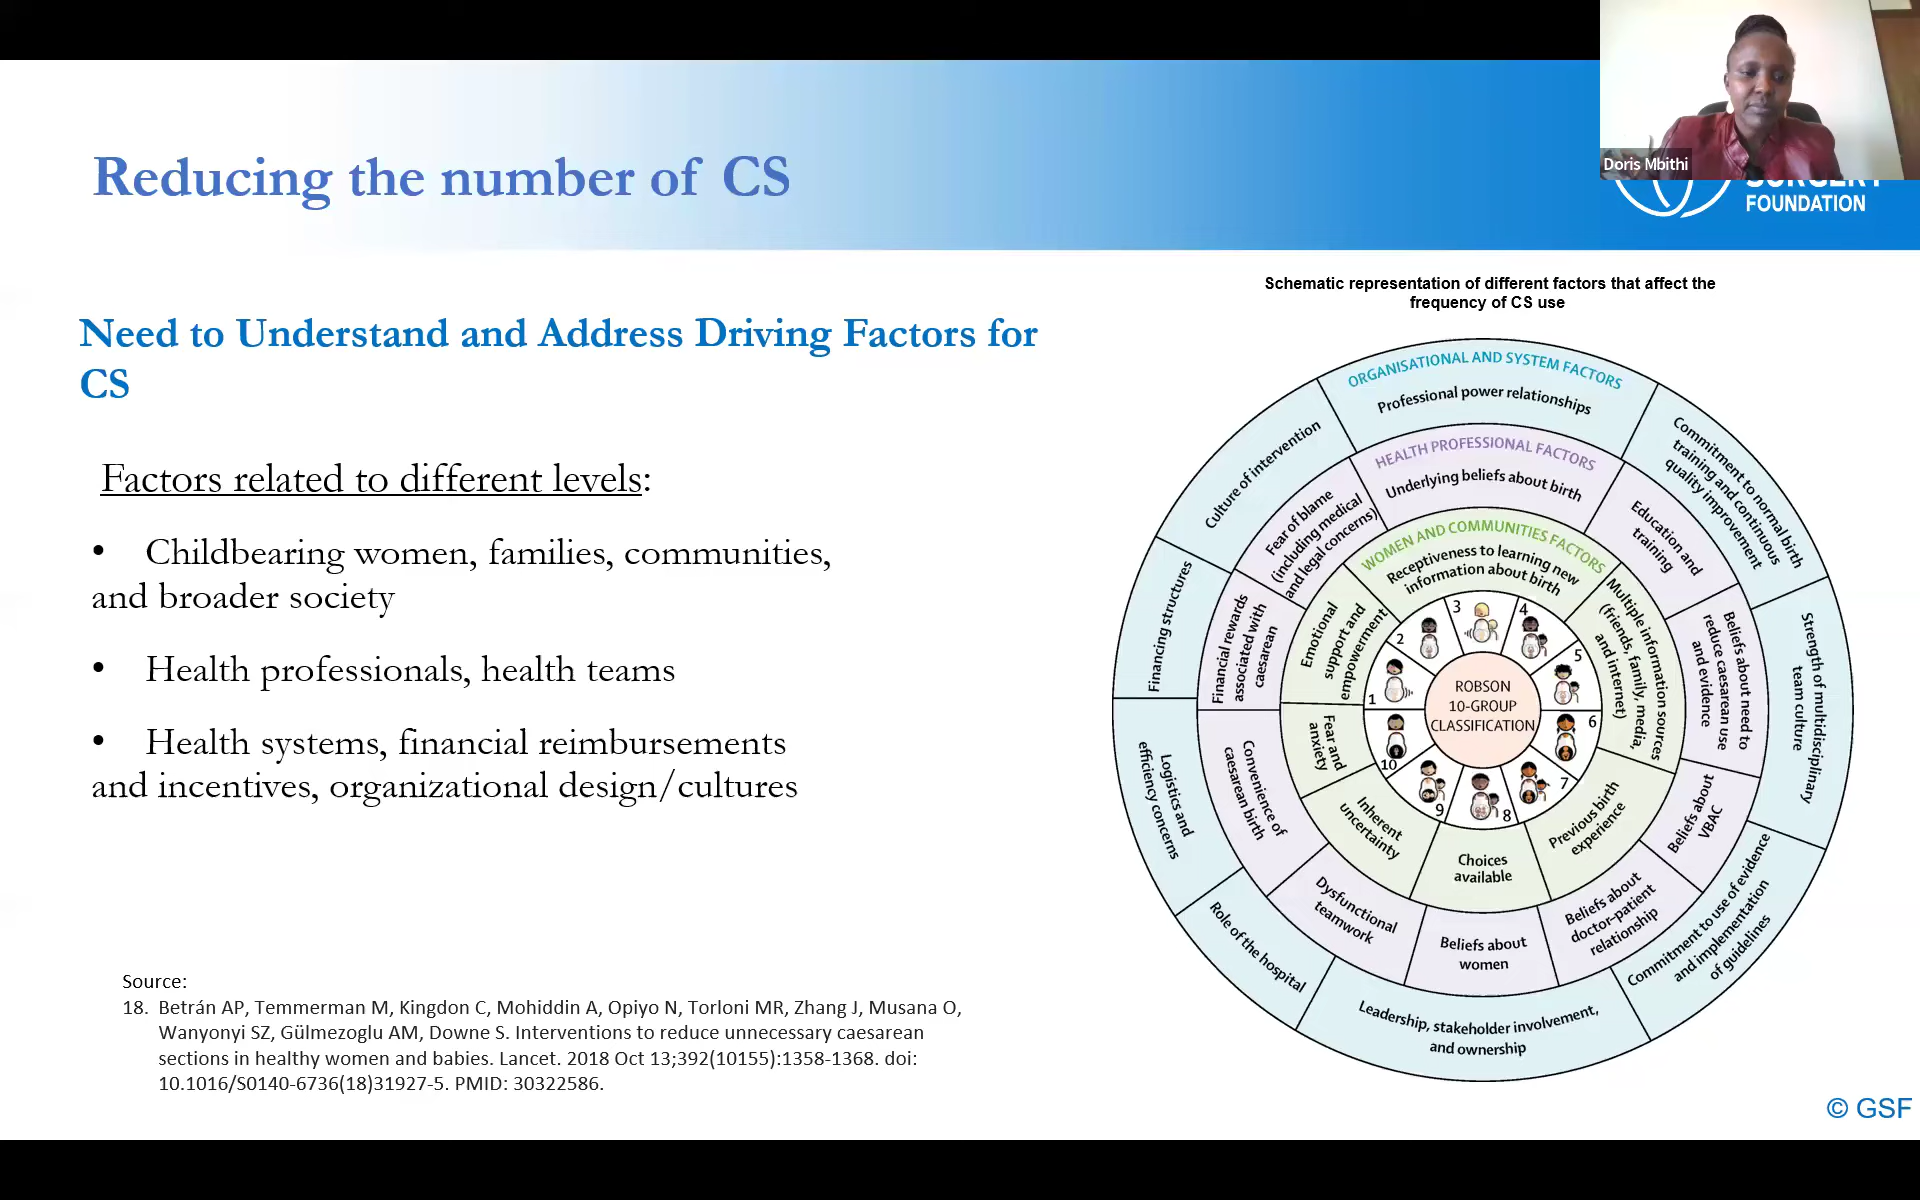 Doris Mbithi
FOUNDATION
Reducing the number of CS
Need to Understand and Address Driving Factors for
CS
Factors related to different levels:
• Childbearing women, families, communities,
and broader society
• Health professionals, health teams
• Health systems, financial reimbursements
and incentives, organizational design/cultures
Source:
18. Betrán AP, Temmerman M, Kingdon C, Mohiddin A, Opiyo N, Torloni MR, Zhang J, Musana O,
Wanyonyi SZ, Gülmezoglu AM, Downe S. Interventions to reduce unnecessary caesarean
sections in healthy women and babies. Lancet. 2018 Oct 13;392(10155):1358-1368. doi:
10.1016/S0140-6736(18)31927-5. PMID: 30322586.
Schematic representation of different factors that affect the
frequency of CS use
ORGANISATIONAL AND SYSTEM FACTORS
Professional power relationships
Commitment to normal birth
training and continuous
quality improvement
Strength of multidisciplinary
team culture
Commitment to use of evidence
and implementation
of guidelines
Leadership, stakeholder involvement,
and ownership
Role of the hospital
Logistics and
efficiency concerns
Financing structures
Culture of intervention
HEALTH PROFESSIONAL FACTORS
Underlying beliefs about birth
Education and
training
Beliefs about need to
reduce caesarean use
and evidence
Beliefs about
VBAC
Beliefs about
doctor-patient
relationship
Beliefs about
women
Dysfunctional
teamwork
Convenience of
caesarean birth
Financial rewards
associated with
caesarean
Fear of blame
(including medical
and legal concerns)
WOMEN AND COMMUNITIES FACTORS
Receptiveness to learning new
information about birth
Multiple information sources
(friends, family, media,
and internet)
Previous birth
experience
Choices
available
Inherent
uncertainty
Fear and
anxiety
Emotional
support and
empowerment
1
2
3
4
5
6
7
8
9
10
ROBSON
10-GROUP
CLASSIFICATION
© GSF